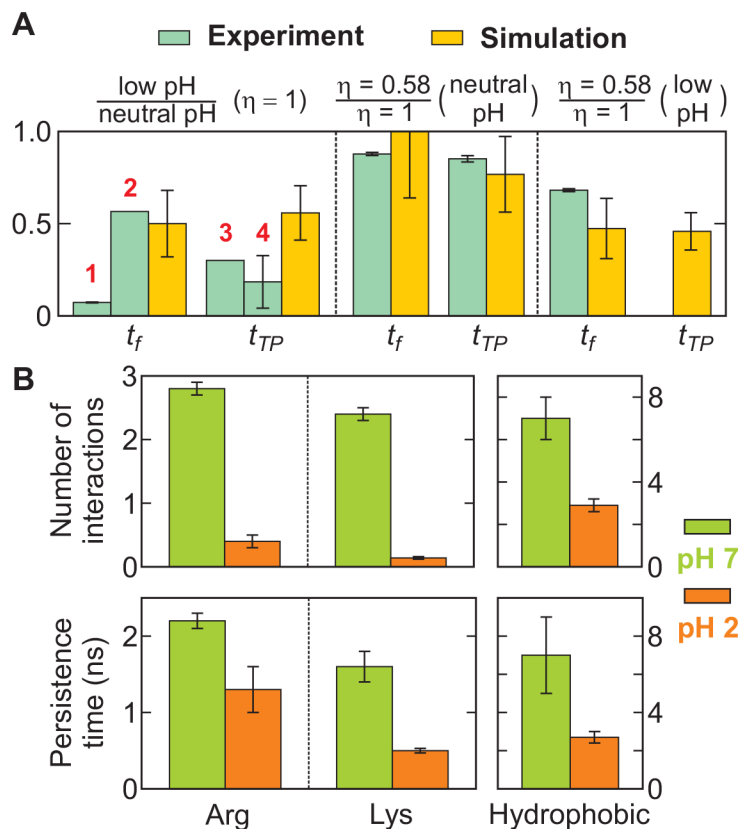 A
Experiment Simulation
low pH / neutral pH (η = 1) η = 0.58 / η = 1 (neutral pH) η = 0.58 / η = 1 (low pH)
1.0
0.5
0
1 2 3 4
t_f t_TP t_f t_TP t_f t_TP
B
Number of interactions
3
2
1
0
8
4
0
pH 7
pH 2
Persistence time (ns)
2
1
0
8
4
0
Arg Lys Hydrophobic